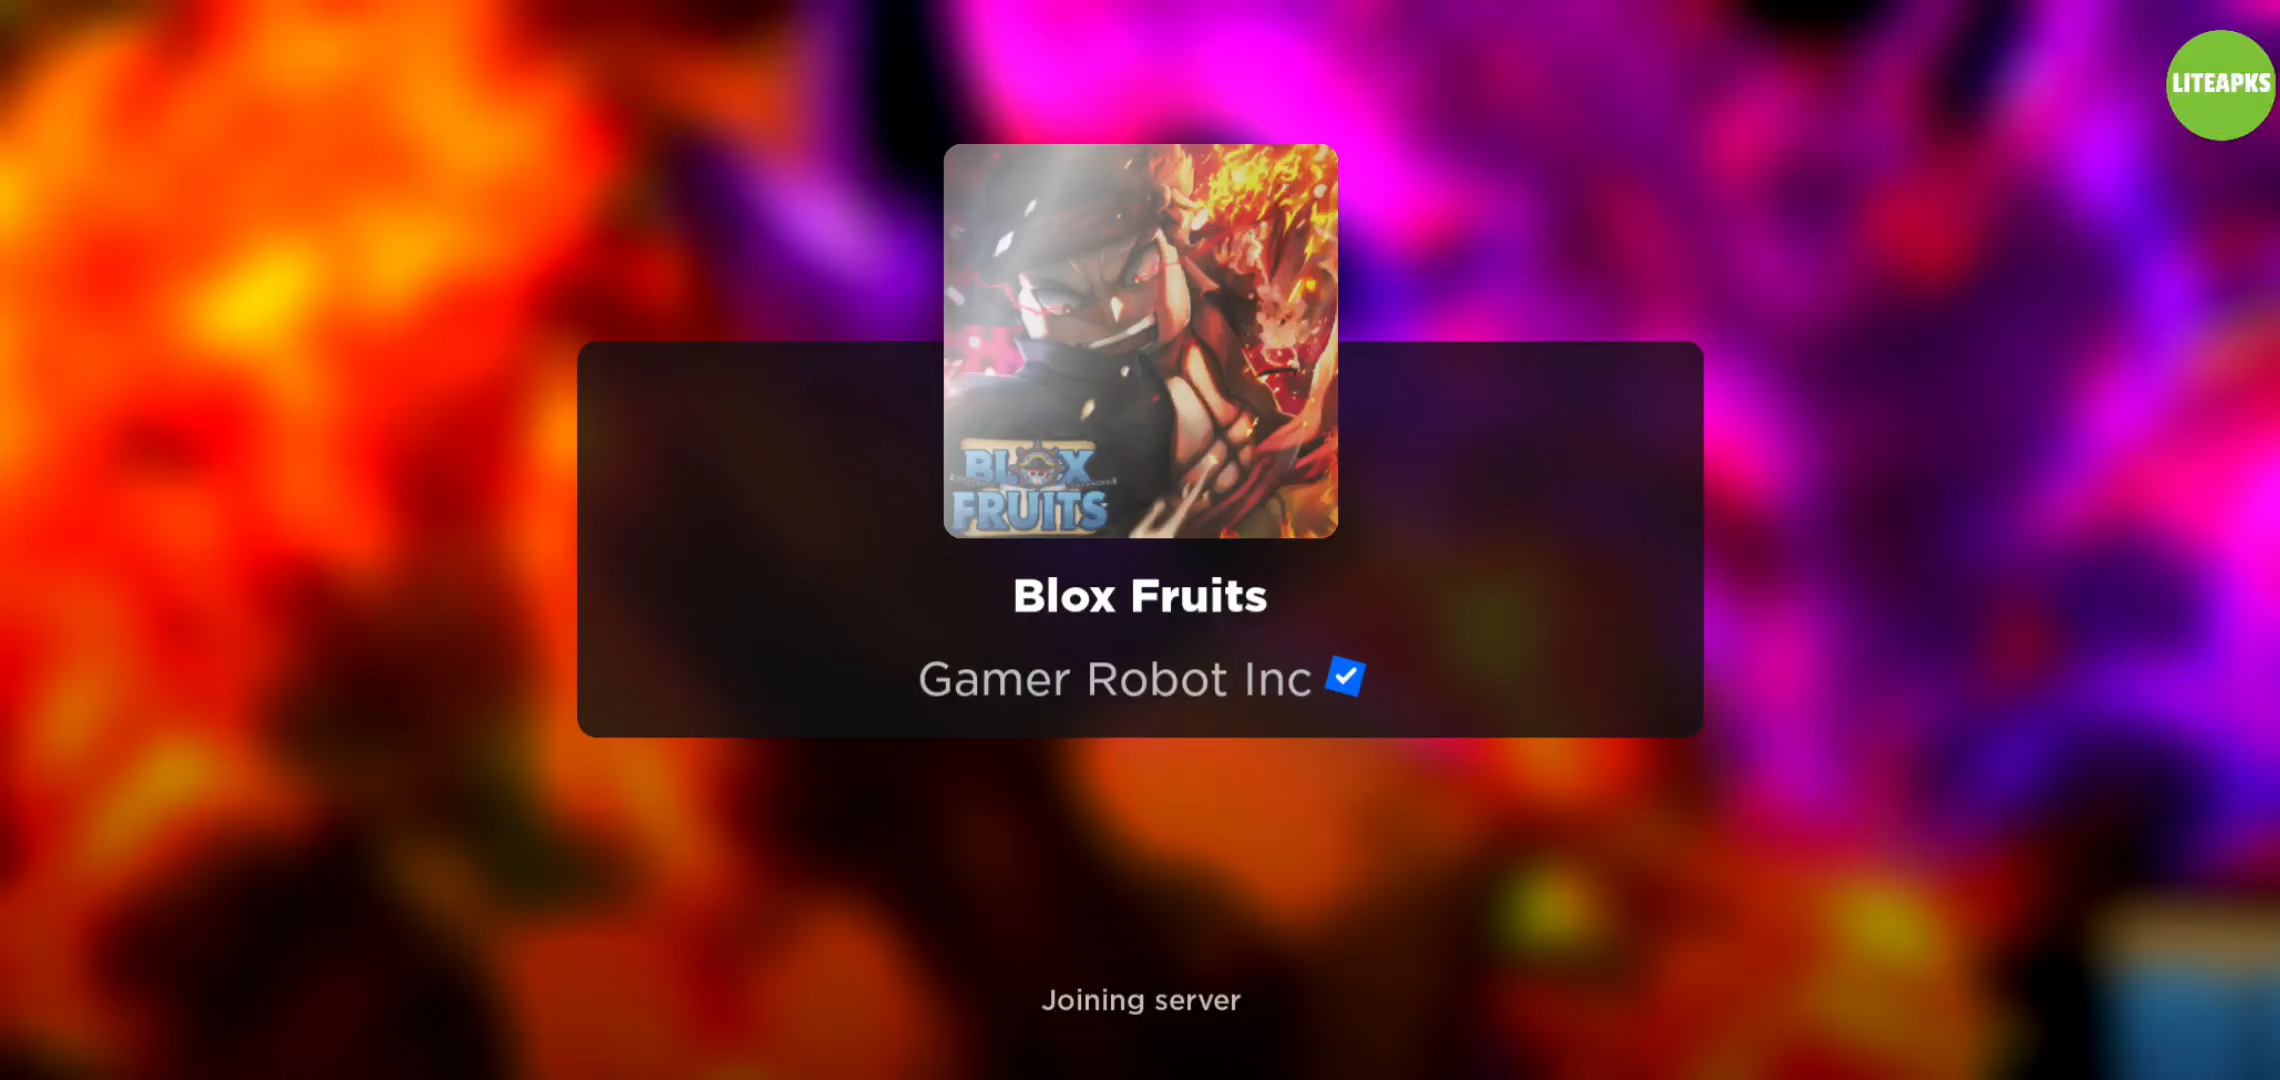 LITEAPKS
BLOX
FRUITS
Blox Fruits
Gamer Robot Inc
Joining server